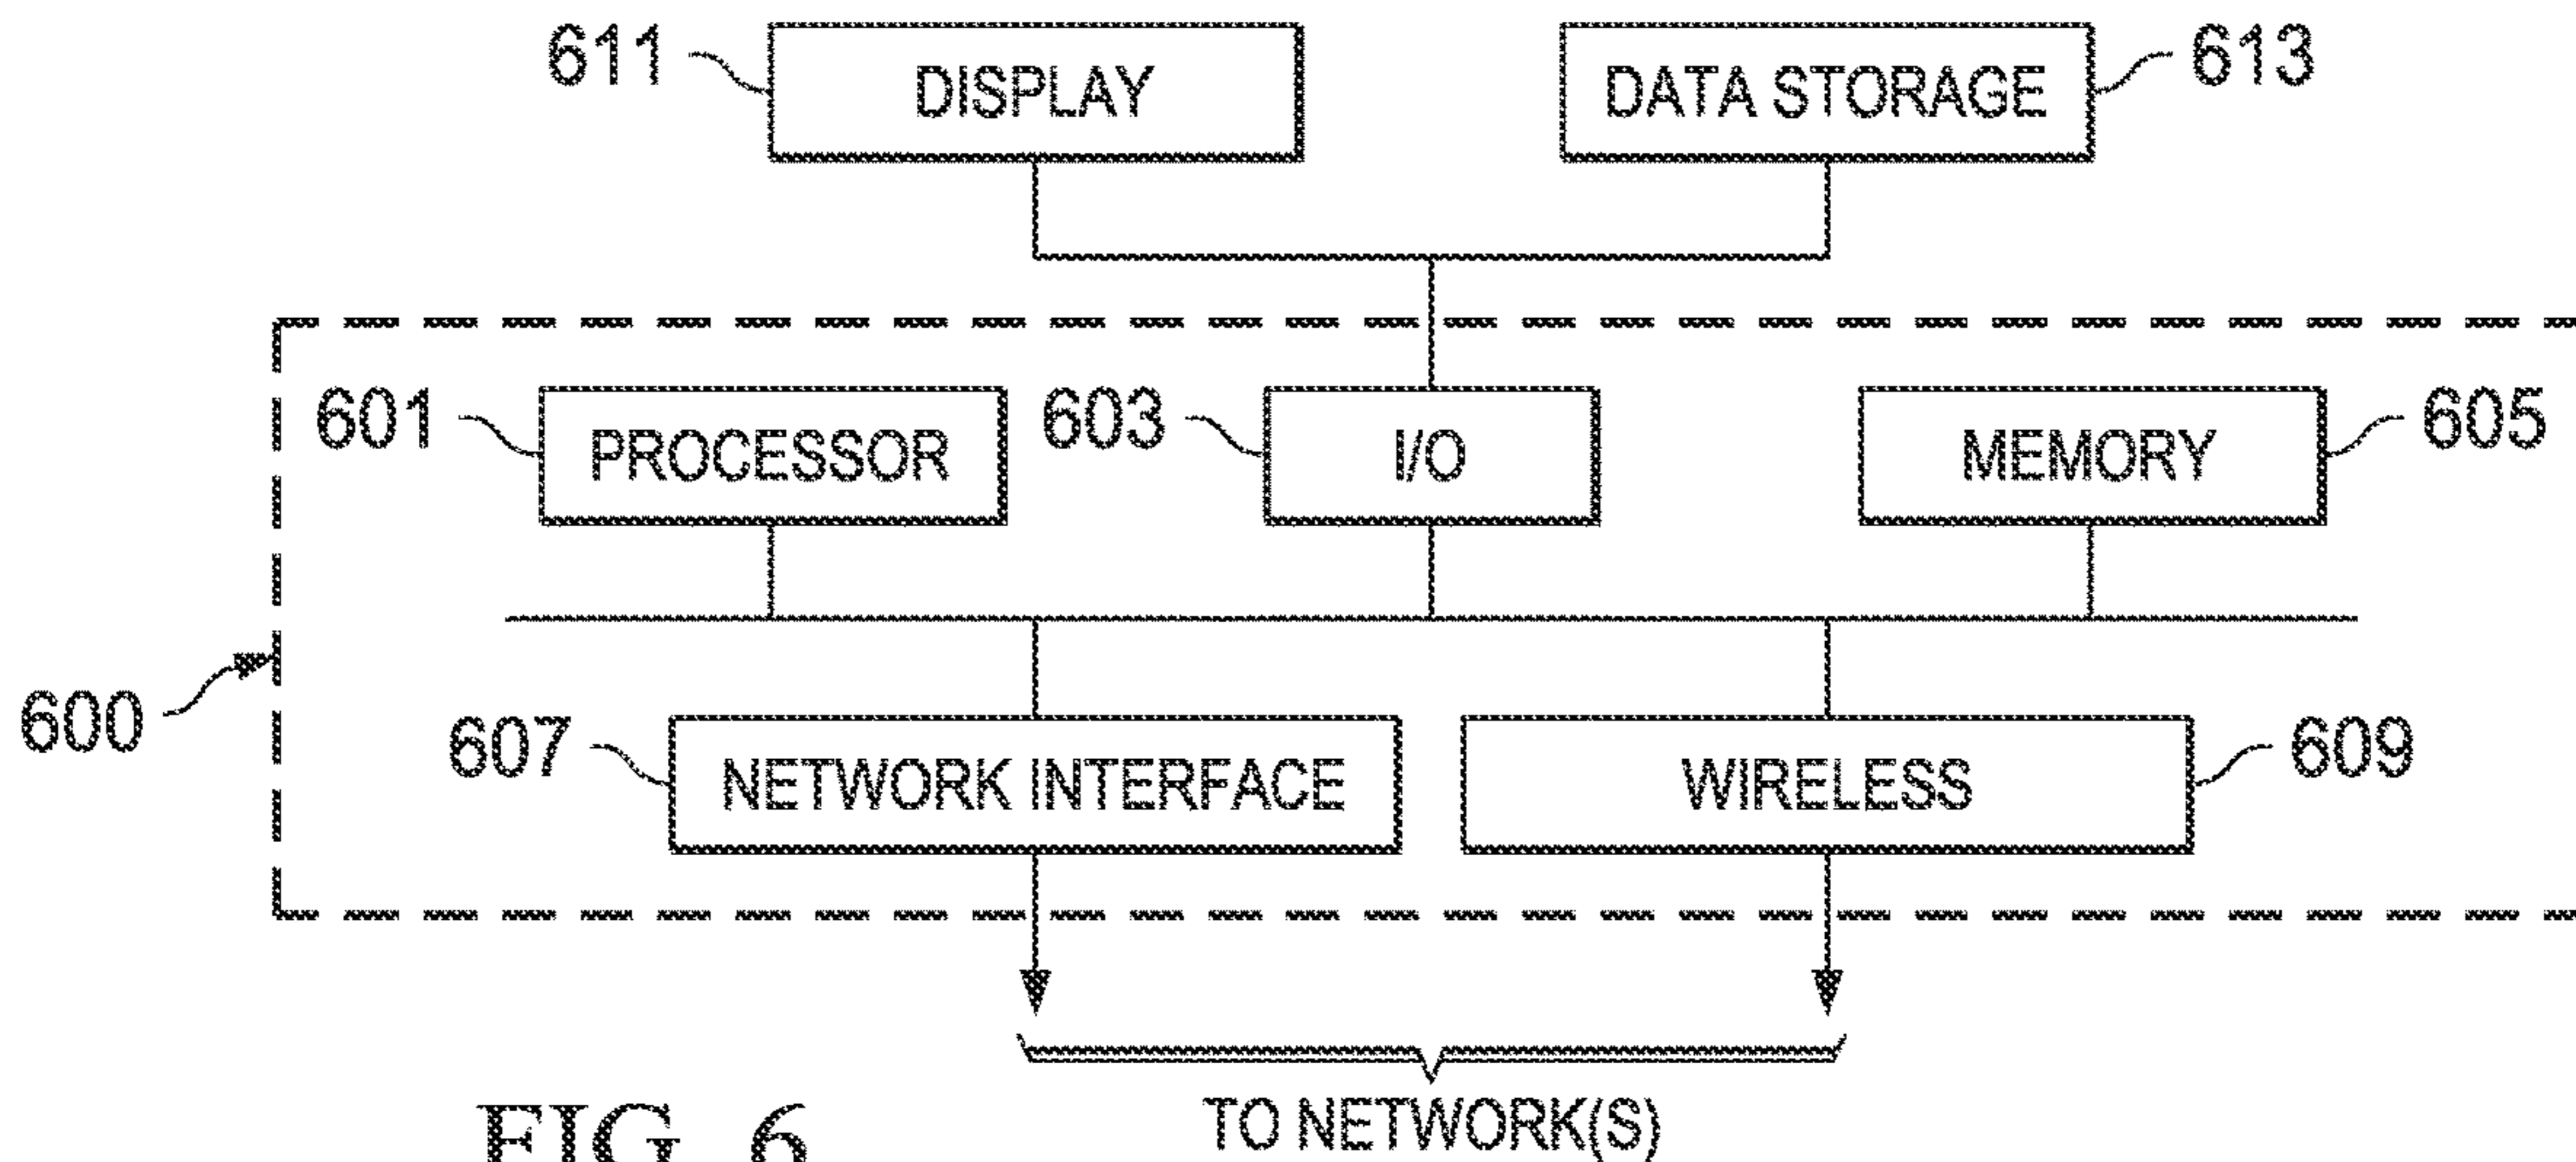 611 DISPLAY DATA STORAGE 613
601 PROCESSOR 603 I/O MEMORY 605
600
607 NETWORK INTERFACE WIRELESS 609
TO NETWORK(S)
FIG. 6